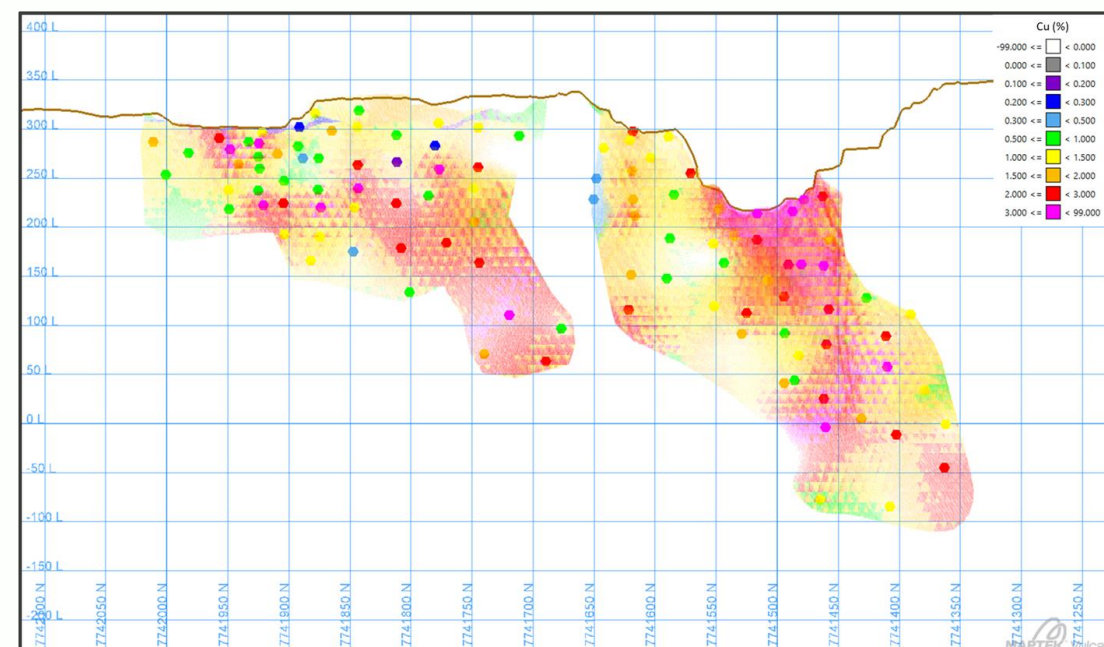 400 L
350 L
300 L
250 L
200 L
150 L
100 L
50 L
0 L
-50 L
-100 L
-150 L
-200 L
7742100 N
7742050 N
7742000 N
7741950 N
7741900 N
7741850 N
7741800 N
7741750 N
7741700 N
7741650 N
7741600 N
7741550 N
7741500 N
7741450 N
7741400 N
7741350 N
7741300 N
7741250 N
Cu (%)
-99.000 <= < 0.000
0.000 <= < 0.100
0.100 <= < 0.200
0.200 <= < 0.300
0.300 <= < 0.500
0.500 <= < 1.000
1.000 <= < 1.500
1.500 <= < 2.000
2.000 <= < 3.000
3.000 <= < 99.000